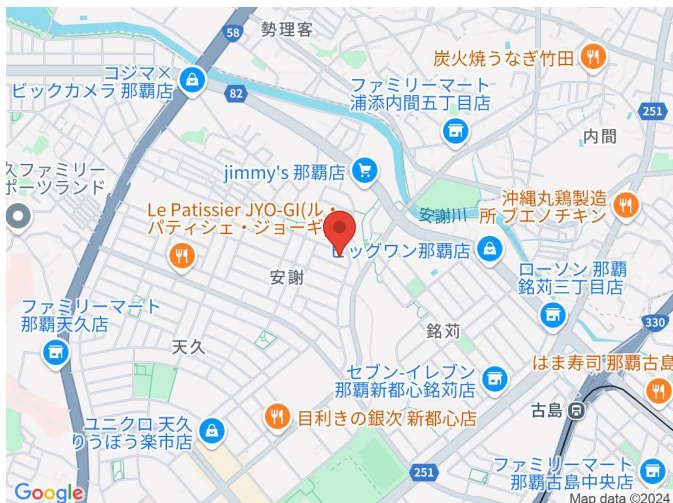 58
勢理客
炭火焼うなぎ竹田
コジマ×
ビックカメラ 那覇店
82
ファミリーマート
浦添内間五丁目店
251
内間
久ファミリー
ポーツランド
jimmy's 那覇店
沖縄丸鶏製造
所 ブエノチキン
安謝川
Le Patissier JYO-GI(ル・
パティシェ・ジョーギ
ビッグワン那覇店
安謝
ローソン 那覇
銘苅三丁目店
ファミリーマート
那覇天久店
銘苅
330
天久
セブン-イレブン
那覇新都心銘苅店
はま寿司 那覇古島
古島
ユニクロ 天久
りうぼう楽市店
目利きの銀次 新都心店
251
ファミリーマート
那覇古島中央店
Google
Map data ©2024